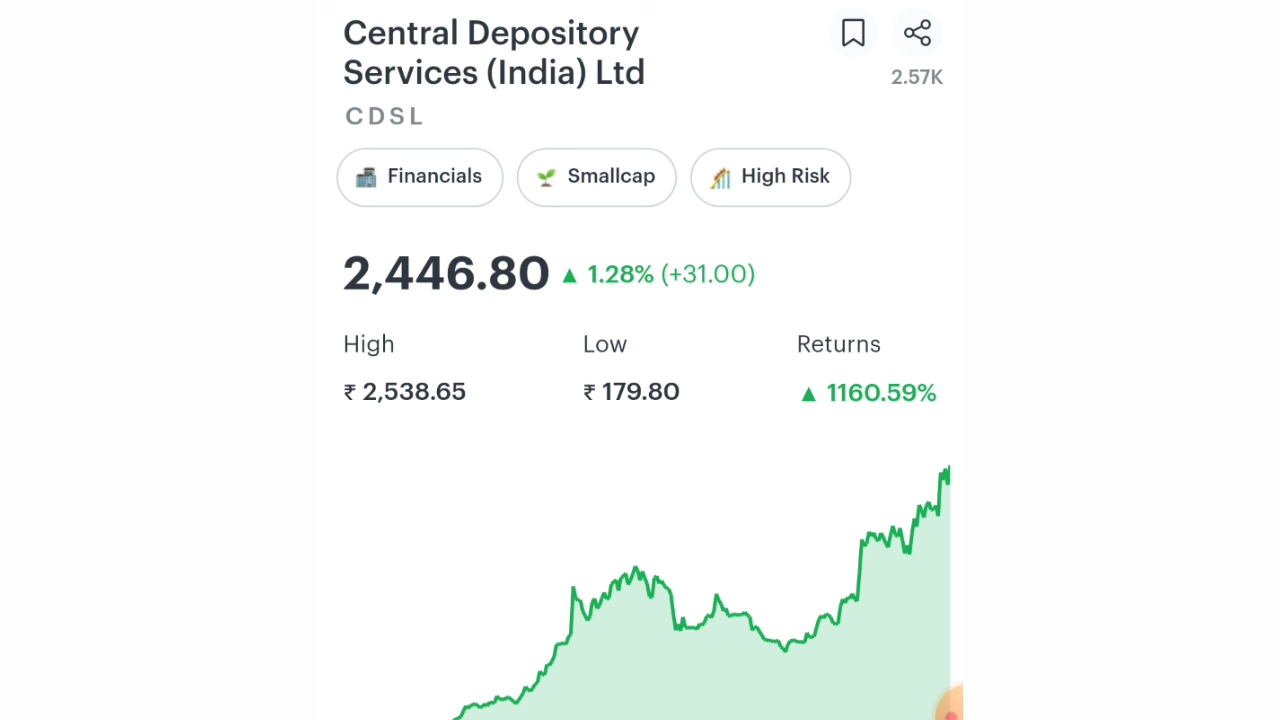 Central Depository
Services (India) Ltd
2.57K
CDSL
Financials Smallcap High Risk
2,446.80 ▲ 1.28% (+31.00)
High Low Returns
₹ 2,538.65 ₹ 179.80 ▲ 1160.59%